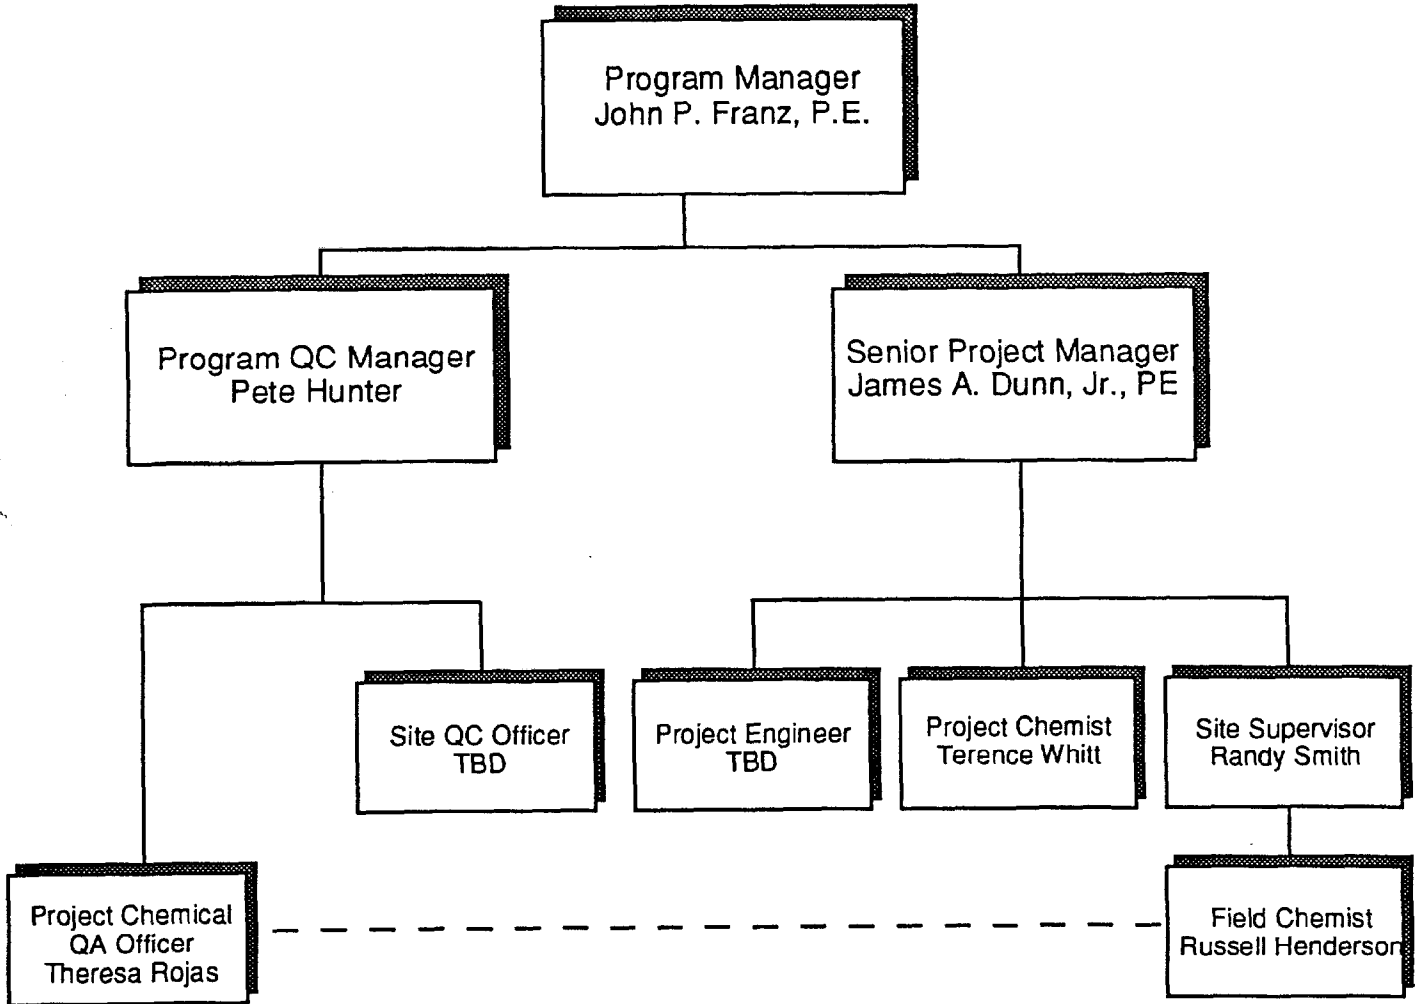 Program Manager
John P. Franz, P.E.
Program QC Manager
Pete Hunter
Senior Project Manager
James A. Dunn, Jr., PE
Site QC Officer
TBD
Project Engineer
TBD
Project Chemist
Terence Whitt
Site Supervisor
Randy Smith
Project Chemical
QA Officer
Theresa Rojas
Field Chemist
Russell Henderson